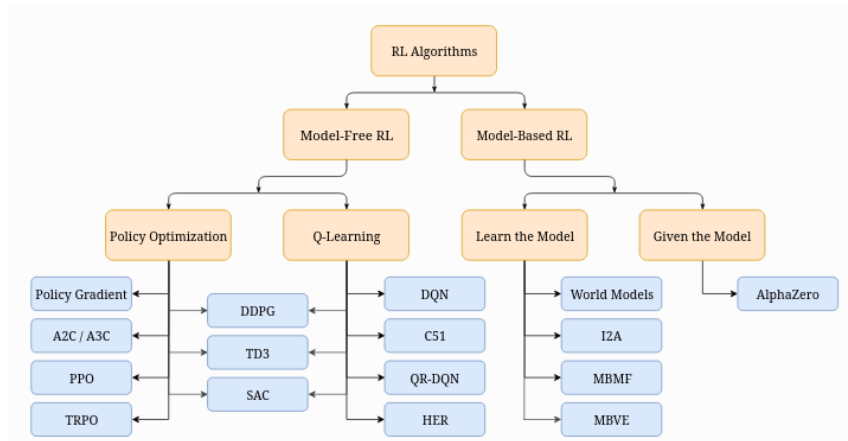 RL Algorithms
Model-Free RL
Model-Based RL
Policy Optimization
Q-Learning
Learn the Model
Given the Model
Policy Gradient
DDPG
DQN
World Models
AlphaZero
A2C / A3C
TD3
C51
I2A
PPO
SAC
QR-DQN
MBMF
TRPO
HER
MBVE